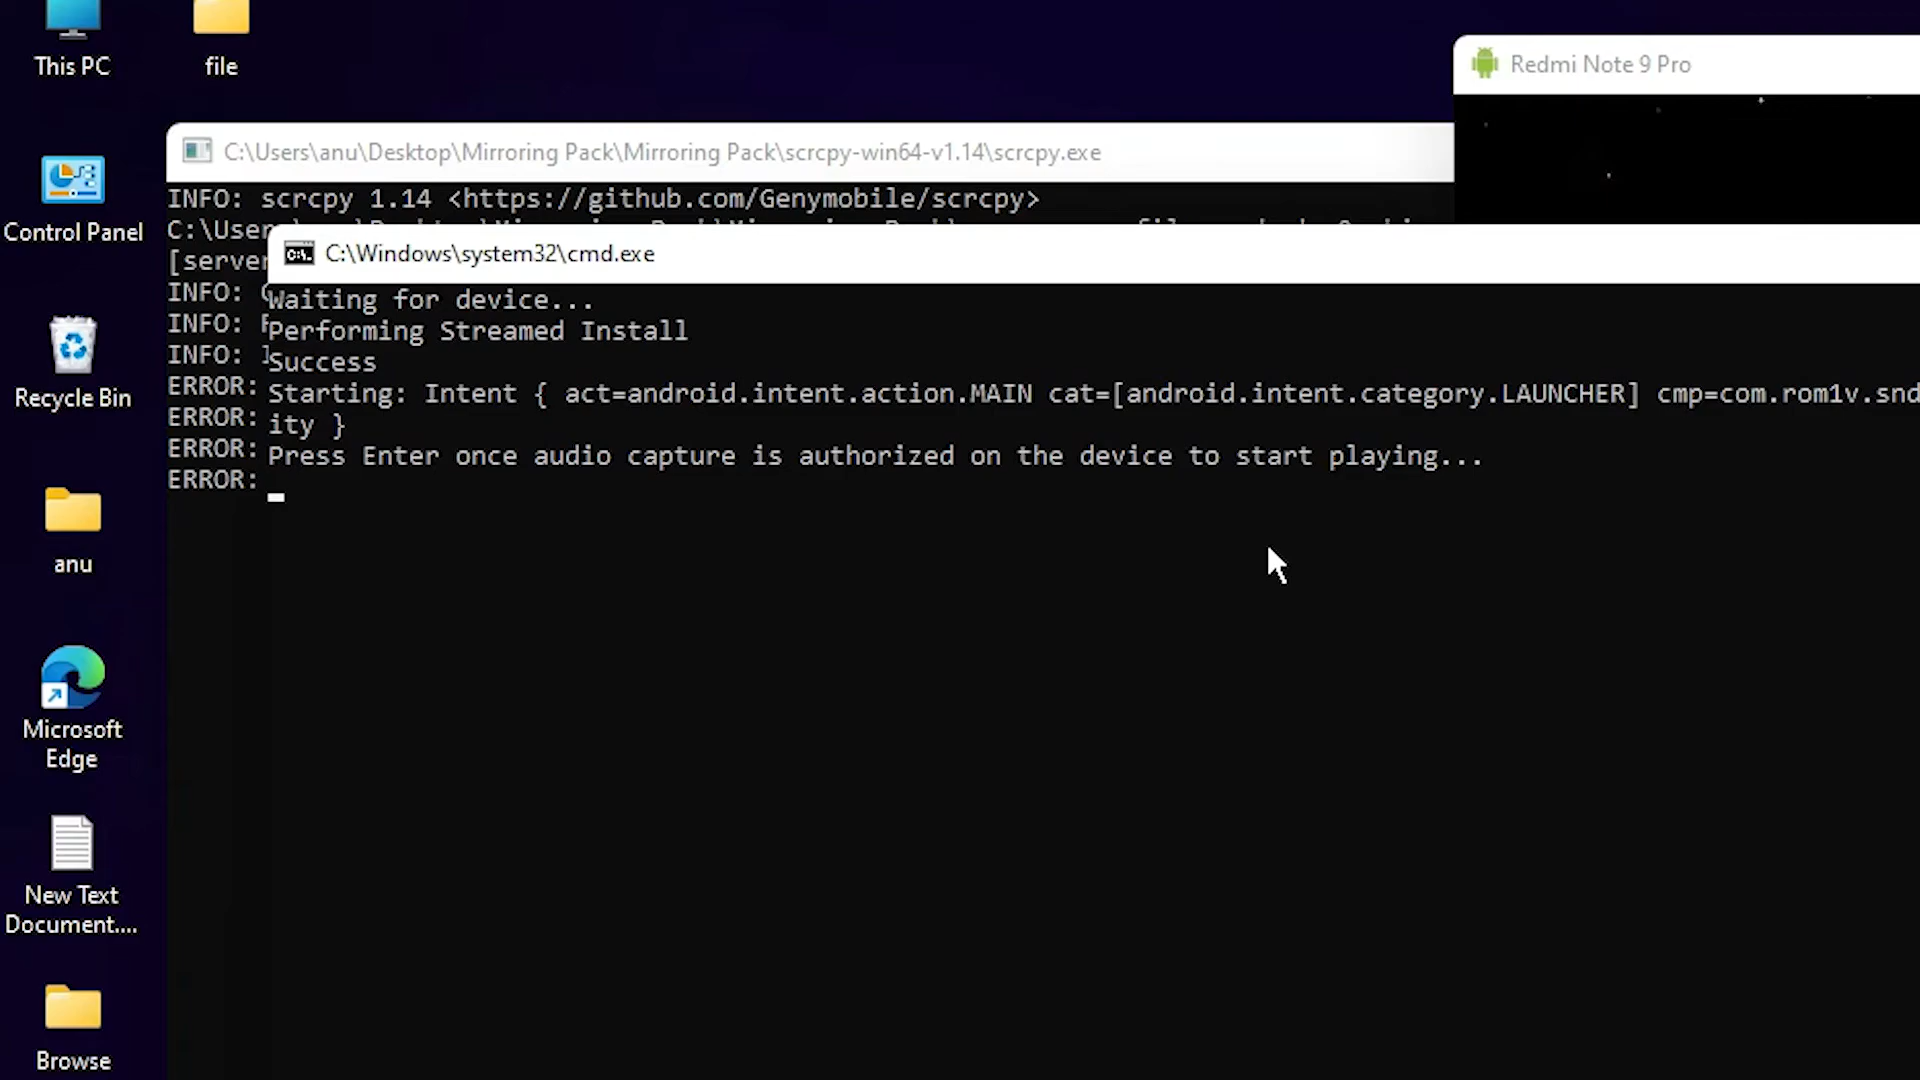 This PC
file
Redmi Note 9 Pro
Control Panel
C:\Users\anu\Desktop\Mirroring Pack\Mirroring Pack\scrcpy-win64-v1.14\scrcpy.exe
INFO: scrcpy 1.14 <https://github.com/Genymobile/scrcpy>
C:\User
[server
INFO:
INFO:
INFO:
ERROR:
ERROR:
ERROR:
ERROR:
C:\Windows\system32\cmd.exe
Waiting for device...
Performing Streamed Install
Success
Starting: Intent { act=android.intent.action.MAIN cat=[android.intent.category.LAUNCHER] cmp=com.rom1v.snd
ity }
Press Enter once audio capture is authorized on the device to start playing...
Recycle Bin
anu
Microsoft
Edge
New Text
Document....
Browse